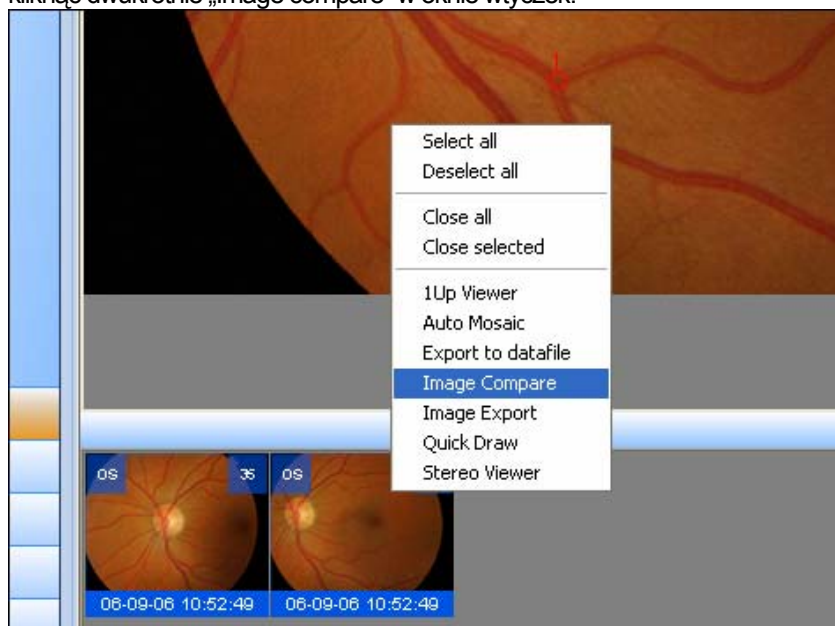 kliknąć dwukrotnie „Image compare” w oknie wtyczek.
Select all
Deselect all
Close all
Close selected
1Up Viewer
Auto Mosaic
Export to datafile
Image Compare
Image Export
Quick Draw
Stereo Viewer
OS 35 OS
06-09-06 10:52:49 06-09-06 10:52:49